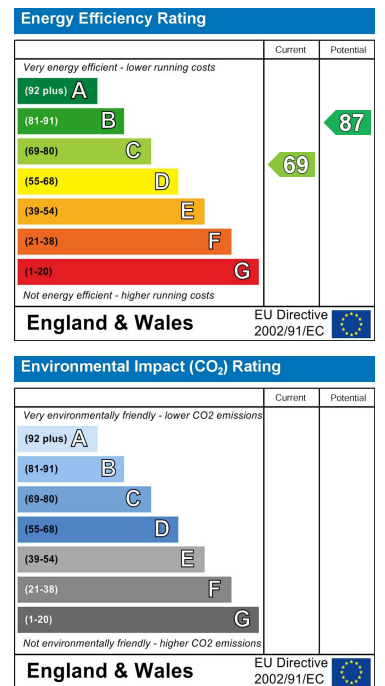 Energy Efficiency Rating
Current Potential
Very energy efficient - lower running costs
(92 plus) A
(81-91) B
87
(69-80) C
69
(55-68) D
(39-54) E
(21-38) F
(1-20) G
Not energy efficient - higher running costs
England & Wales
EU Directive
2002/91/EC
Environmental Impact (CO₂) Rating
Current Potential
Very environmentally friendly - lower CO2 emissions
(92 plus) A
(81-91) B
(69-80) C
(55-68) D
(39-54) E
(21-38) F
(1-20) G
Not environmentally friendly - higher CO2 emissions
England & Wales
EU Directive
2002/91/EC